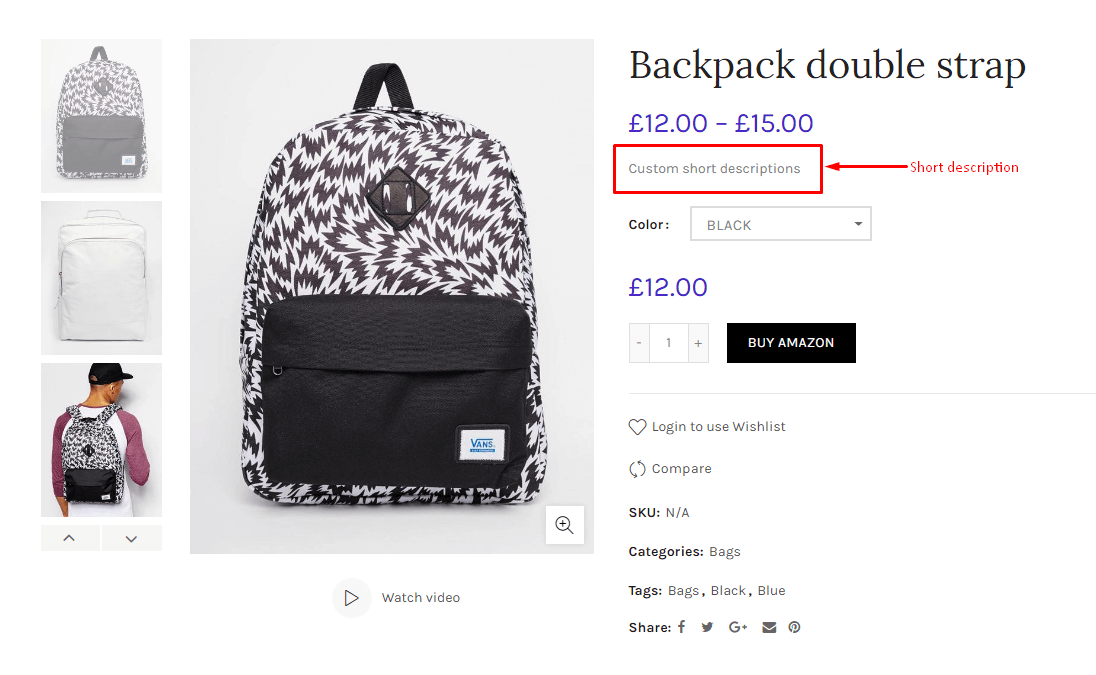 Backpack double strap
£12.00 – £15.00
Custom short descriptions
Short description
Color:
BLACK
£12.00
- 1 +
BUY AMAZON
Login to use Wishlist
Compare
SKU: N/A
Categories: Bags
Tags: Bags, Black, Blue
Share: G+
VANS
Watch video